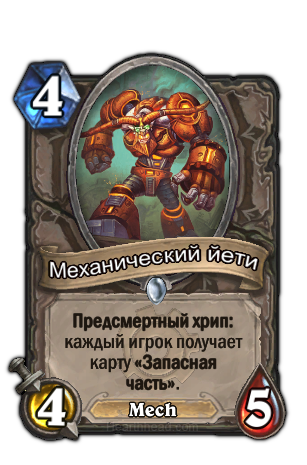 4
Механический йети
Предсмертный хрип:
каждый игрок получает
карту «Запасная
часть».
4
Mech
5